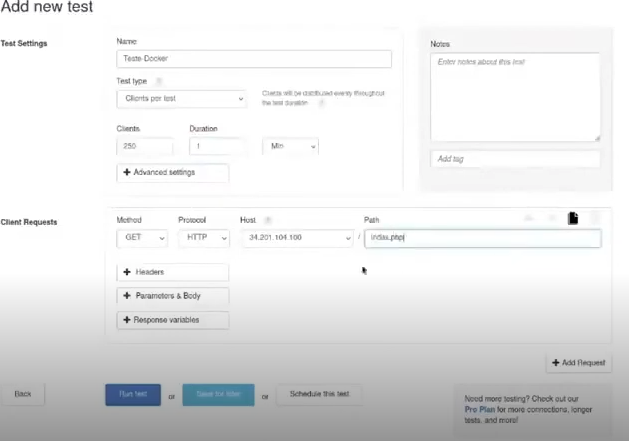 Add new test
Test Settings
Name
Teste-Docker
Test type
Clients per test
Clients will be distributed evenly throughout
the test duration
Clients
Duration
250
1
Min
+ Advanced settings
Notes
Enter notes about this test
Add tag
Client Requests
Method
Protocol
Host
Path
GET
HTTP
34.201.104.100
/
index.php
+ Headers
+ Parameters & Body
+ Response variables
+ Add Request
Back
Run test
or
Save for later
or
Schedule this test
Need more testing? Check out our
Pro Plan for more connections, longer
tests, and more!